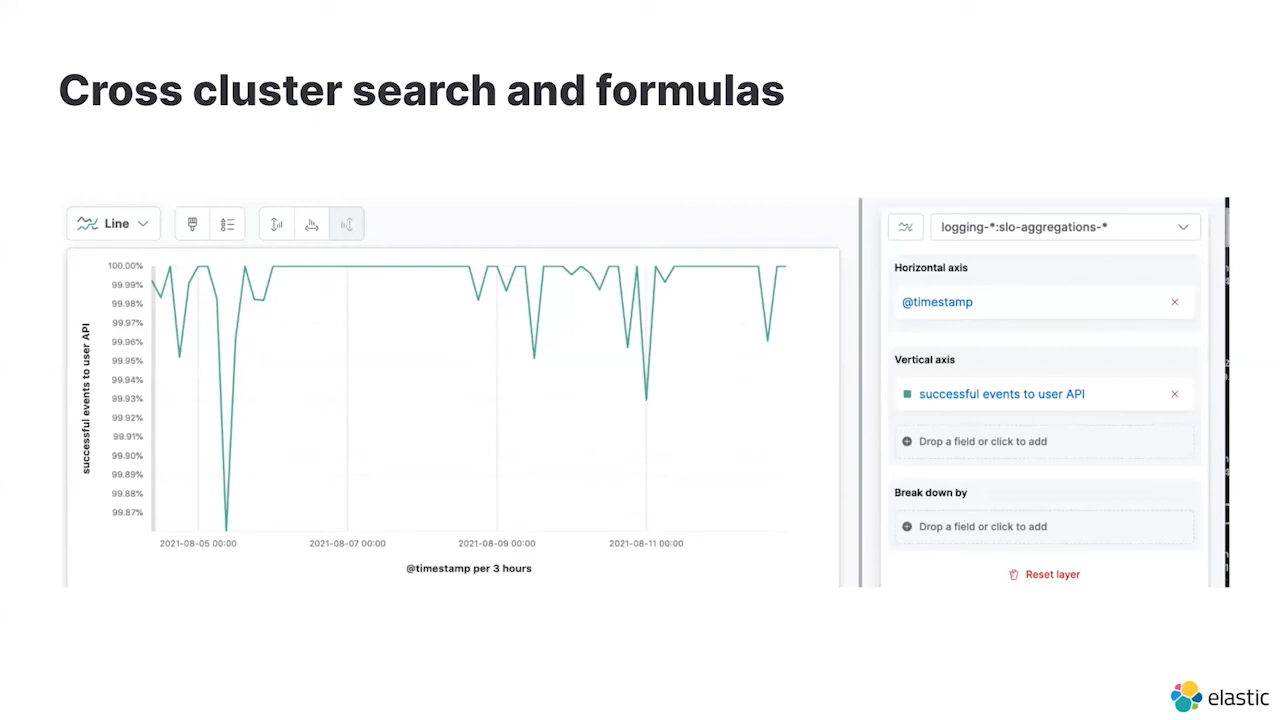 Cross cluster search and formulas
Line
logging-*:slo-aggregations-*
Horizontal axis
@timestamp
Vertical axis
successful events to user API
Drop a field or click to add
Break down by
Drop a field or click to add
Reset layer
successful events to user API
100.00%
99.99%
99.98%
99.97%
99.96%
99.95%
99.94%
99.93%
99.92%
99.91%
99.90%
99.89%
99.88%
99.87%
2021-08-05 00:00
2021-08-07 00:00
2021-08-09 00:00
2021-08-11 00:00
@timestamp per 3 hours
elastic